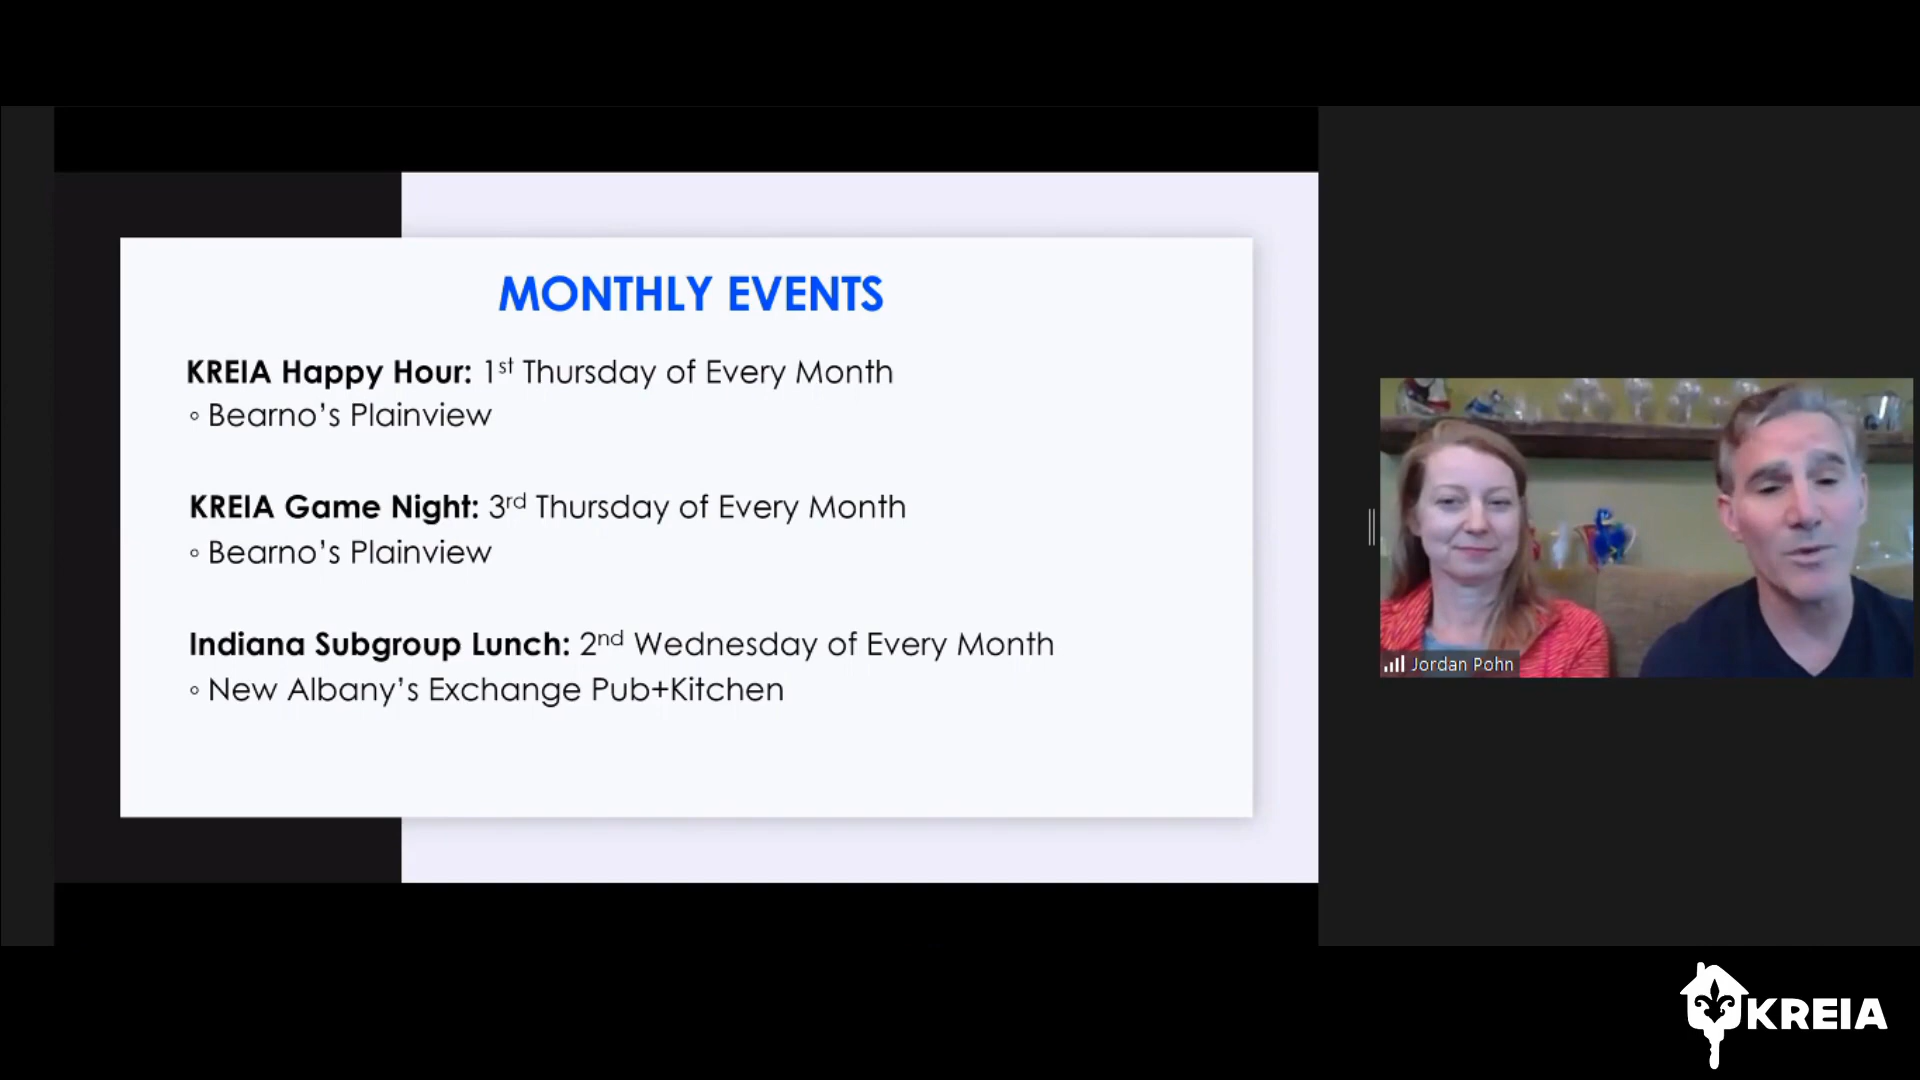 MONTHLY EVENTS
KREIA Happy Hour: 1st Thursday of Every Month
◦ Bearno’s Plainview
KREIA Game Night: 3rd Thursday of Every Month
◦ Bearno’s Plainview
Indiana Subgroup Lunch: 2nd Wednesday of Every Month
◦ New Albany’s Exchange Pub+Kitchen
Jordan Pohn
KREIA